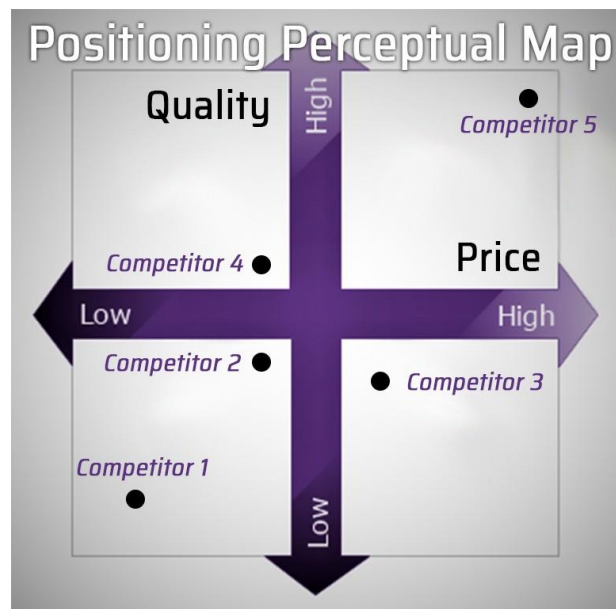 Positioning Perceptual Map
Quality
High
Competitor 5
Competitor 4
Price
Low
High
Competitor 2
Competitor 3
Competitor 1
Low